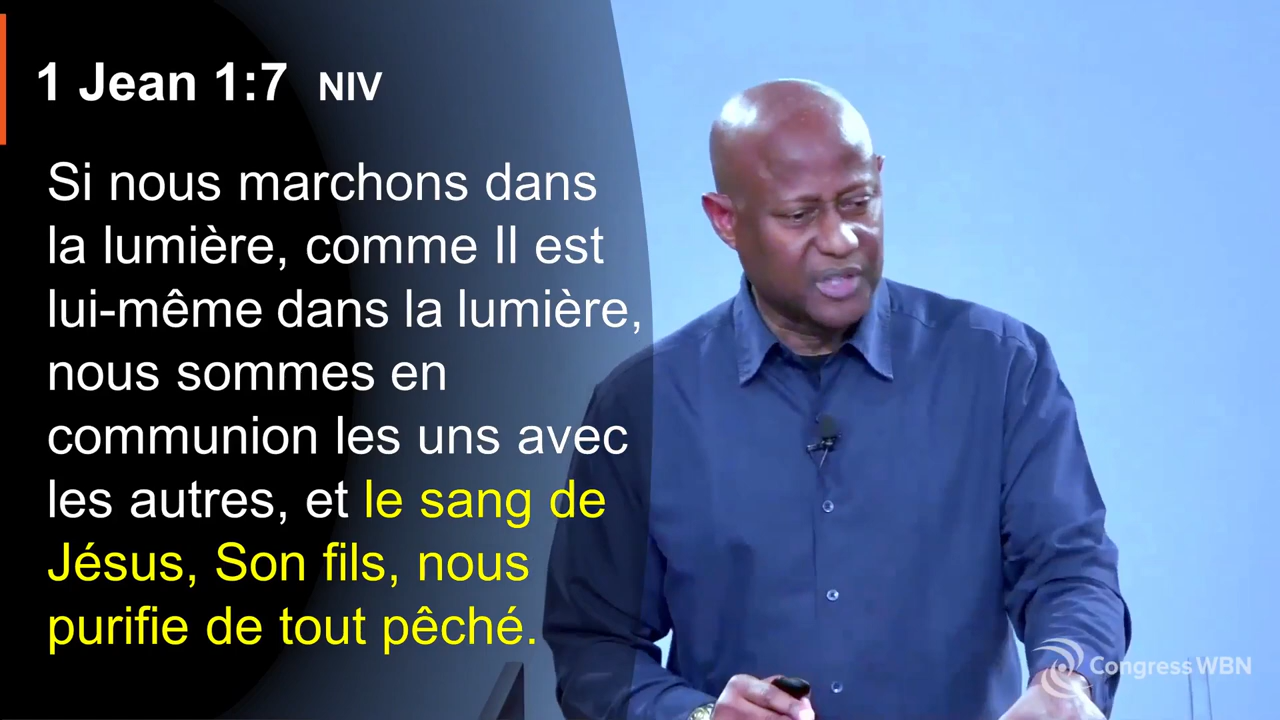 1 Jean 1:7 NIV
Si nous marchons dans
la lumière, comme Il est
lui-même dans la lumière,
nous sommes en
communion les uns avec
les autres, et le sang de
Jésus, Son fils, nous
purifie de tout pêché.
CongressWBN